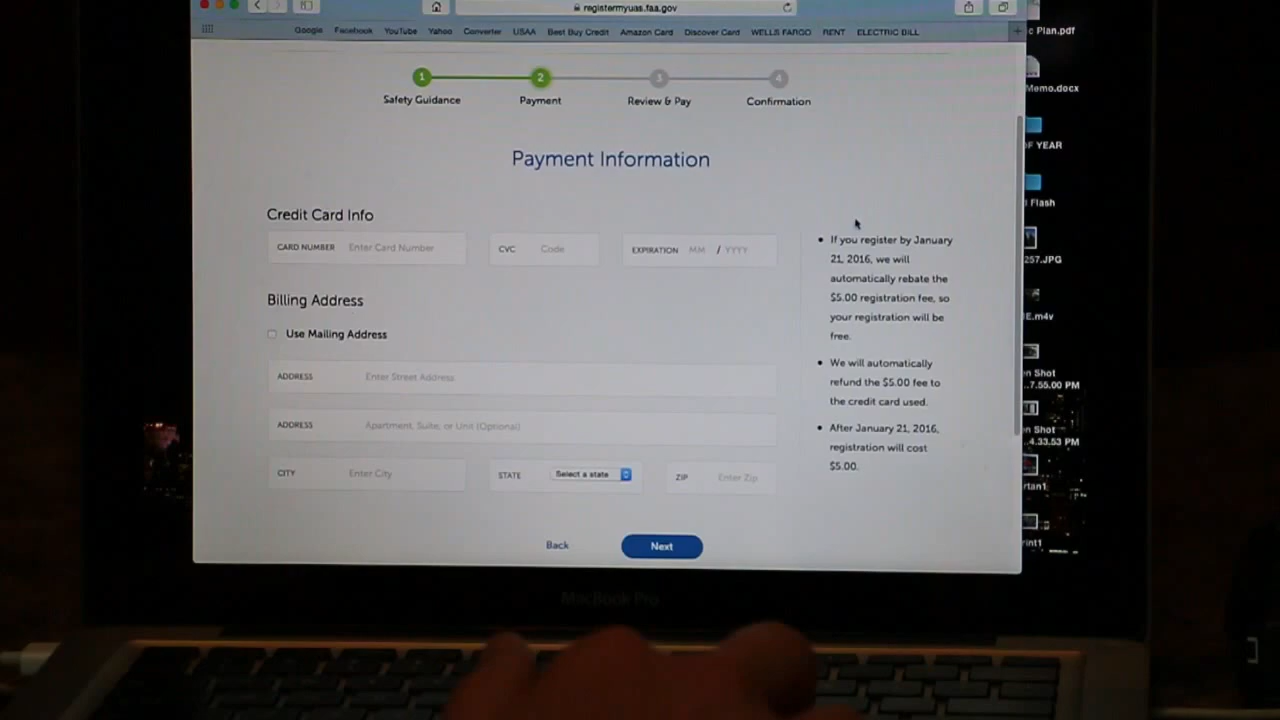 registermyuas.faa.gov
Google Facebook YouTube Yahoo Converter USAA Best Buy Credit Amazon Card Discover Card WELLS FARGO RENT ELECTRIC BILL
1 2 3 4
Safety Guidance Payment Review & Pay Confirmation
Payment Information
Credit Card Info
CARD NUMBER Enter Card Number CVC Code EXPIRATION MM / YYYY
Billing Address
Use Mailing Address
ADDRESS Enter Street Address
ADDRESS Apartment, Suite, or Unit (Optional)
CITY Enter City STATE Select a state ZIP Enter Zip
Back Next
• If you register by January
21, 2016, we will
automatically rebate the
$5.00 registration fee, so
your registration will be
free.
• We will automatically
refund the $5.00 fee to
the credit card used.
• After January 21, 2016,
registration will cost
$5.00.
c Plan.pdf
Memo.docx
YEAR
Flash
257.JPG
E.m4v
n Shot
..7.55.00 PM
n Shot
..4.33.53 PM
rtan1
rint1
MacBook Pro